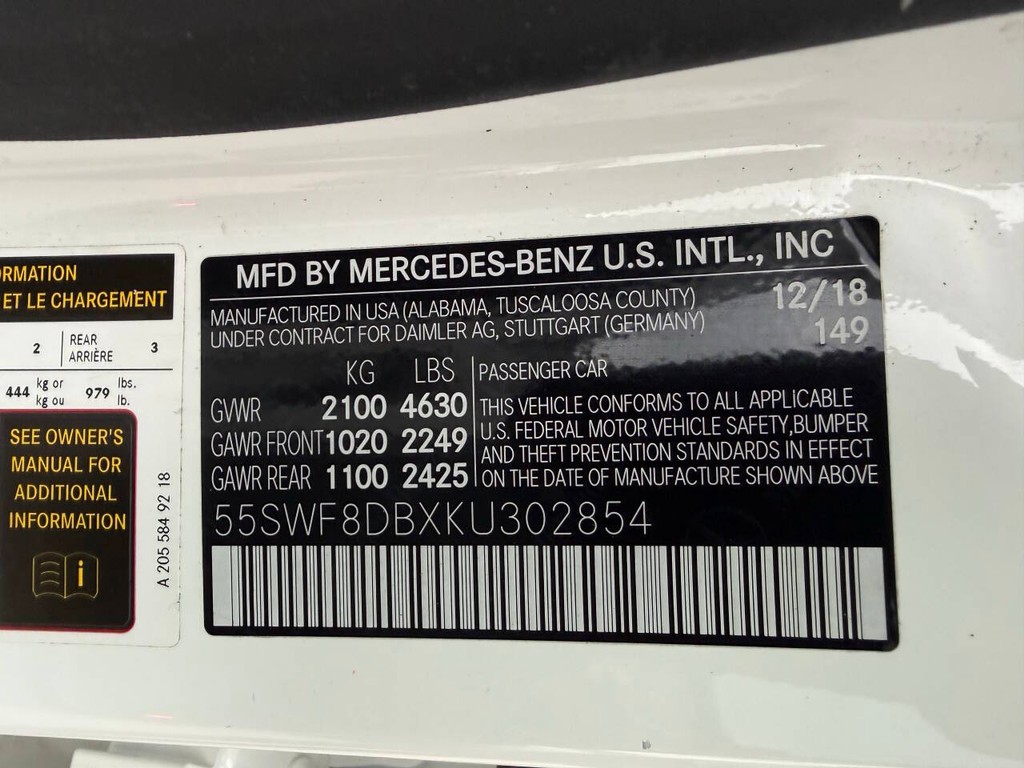 RMATION
ET LE CHARGEMENT
2 REAR ARRIÈRE 3
444 kg or kg ou 979 lbs. lb.
SEE OWNER'S
MANUAL FOR
ADDITIONAL
INFORMATION
i
A 205 584 92 18
MFD BY MERCEDES-BENZ U.S. INTL., INC
MANUFACTURED IN USA (ALABAMA, TUSCALOOSA COUNTY) 12/18
UNDER CONTRACT FOR DAIMLER AG, STUTTGART (GERMANY) 149
KG LBS
GVWR 2100 4630
GAWR FRONT 1020 2249
GAWR REAR 1100 2425
PASSENGER CAR
THIS VEHICLE CONFORMS TO ALL APPLiCABLE
U.S. FEDERAL MOTOR VEHICLE SAFETY,BUMPER
AND THEFT PREVENTION STANDARDS IN EFFECT
ON THE DATE OF MANUFACTURE SHOWN ABOVE
55SWF8DBXKU302854